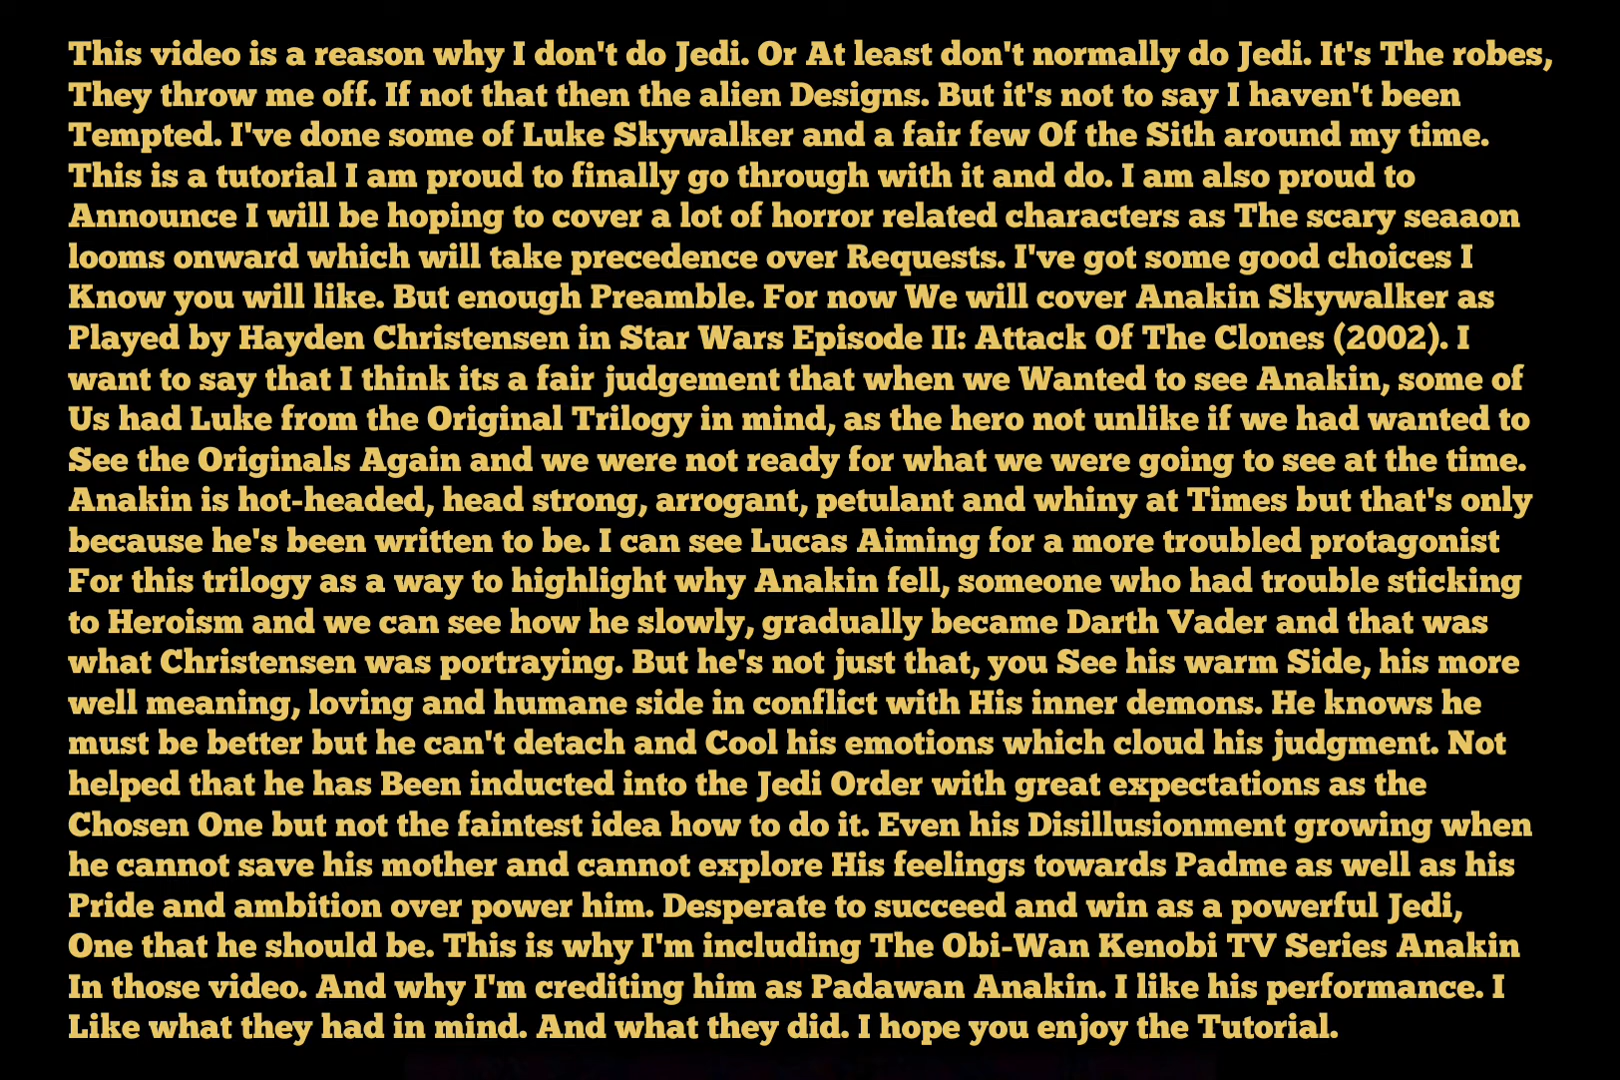 This video is a reason why I don't do Jedi. Or At least don't normally do Jedi. It's The robes,
They throw me off. If not that then the alien Designs. But it's not to say I haven't been
Tempted. I've done some of Luke Skywalker and a fair few Of the Sith around my time.
This is a tutorial I am proud to finally go through with it and do. I am also proud to
Announce I will be hoping to cover a lot of horror related characters as The scary seaaon
looms onward which will take precedence over Requests. I've got some good choices I
Know you will like. But enough Preamble. For now We will cover Anakin Skywalker as
Played by Hayden Christensen in Star Wars Episode II: Attack Of The Clones (2002). I
want to say that I think its a fair judgement that when we Wanted to see Anakin, some of
Us had Luke from the Original Trilogy in mind, as the hero not unlike if we had wanted to
See the Originals Again and we were not ready for what we were going to see at the time.
Anakin is hot-headed, head strong, arrogant, petulant and whiny at Times but that's only
because he's been written to be. I can see Lucas Aiming for a more troubled protagonist
For this trilogy as a way to highlight why Anakin fell, someone who had trouble sticking
to Heroism and we can see how he slowly, gradually became Darth Vader and that was
what Christensen was portraying. But he's not just that, you See his warm Side, his more
well meaning, loving and humane side in conflict with His inner demons. He knows he
must be better but he can't detach and Cool his emotions which cloud his judgment. Not
helped that he has Been inducted into the Jedi Order with great expectations as the
Chosen One but not the faintest idea how to do it. Even his Disillusionment growing when
he cannot save his mother and cannot explore His feelings towards Padme as well as his
Pride and ambition over power him. Desperate to succeed and win as a powerful Jedi,
One that he should be. This is why I'm including The Obi-Wan Kenobi TV Series Anakin
In those video. And why I'm crediting him as Padawan Anakin. I like his performance. I
Like what they had in mind. And what they did. I hope you enjoy the Tutorial.